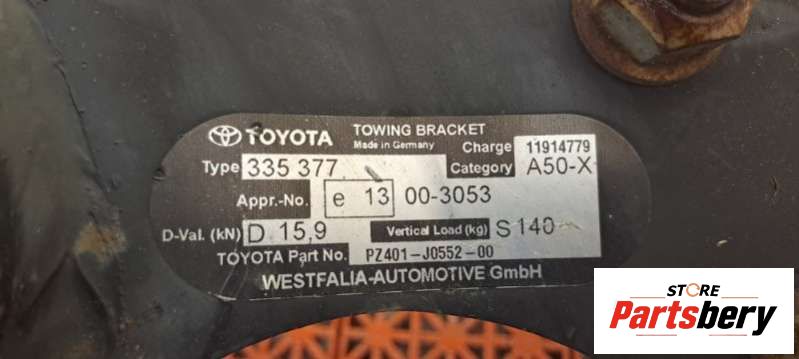 TOYOTA TOWING BRACKET
Made in Germany
Charge 11914779
Type 335 377 Category A50-X
Appr.-No. e 13 00-3053
D-Val. (kN) D 15,9 Vertical Load (kg) S 140
TOYOTA Part No. PZ401-J0552-00
WESTFALIA-AUTOMOTIVE GmbH
STORE
Partsbery